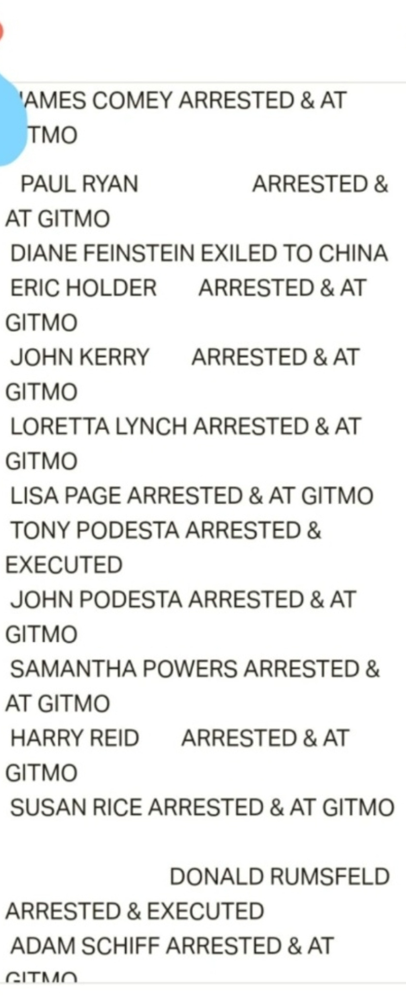 JAMES COMEY ARRESTED & AT
TMO
PAUL RYAN ARRESTED &
AT GITMO
DIANE FEINSTEIN EXILED TO CHINA
ERIC HOLDER ARRESTED & AT
GITMO
JOHN KERRY ARRESTED & AT
GITMO
LORETTA LYNCH ARRESTED & AT
GITMO
LISA PAGE ARRESTED & AT GITMO
TONY PODESTA ARRESTED &
EXECUTED
JOHN PODESTA ARRESTED & AT
GITMO
SAMANTHA POWERS ARRESTED &
AT GITMO
HARRY REID ARRESTED & AT
GITMO
SUSAN RICE ARRESTED & AT GITMO
DONALD RUMSFELD
ARRESTED & EXECUTED
ADAM SCHIFF ARRESTED & AT
GITMO